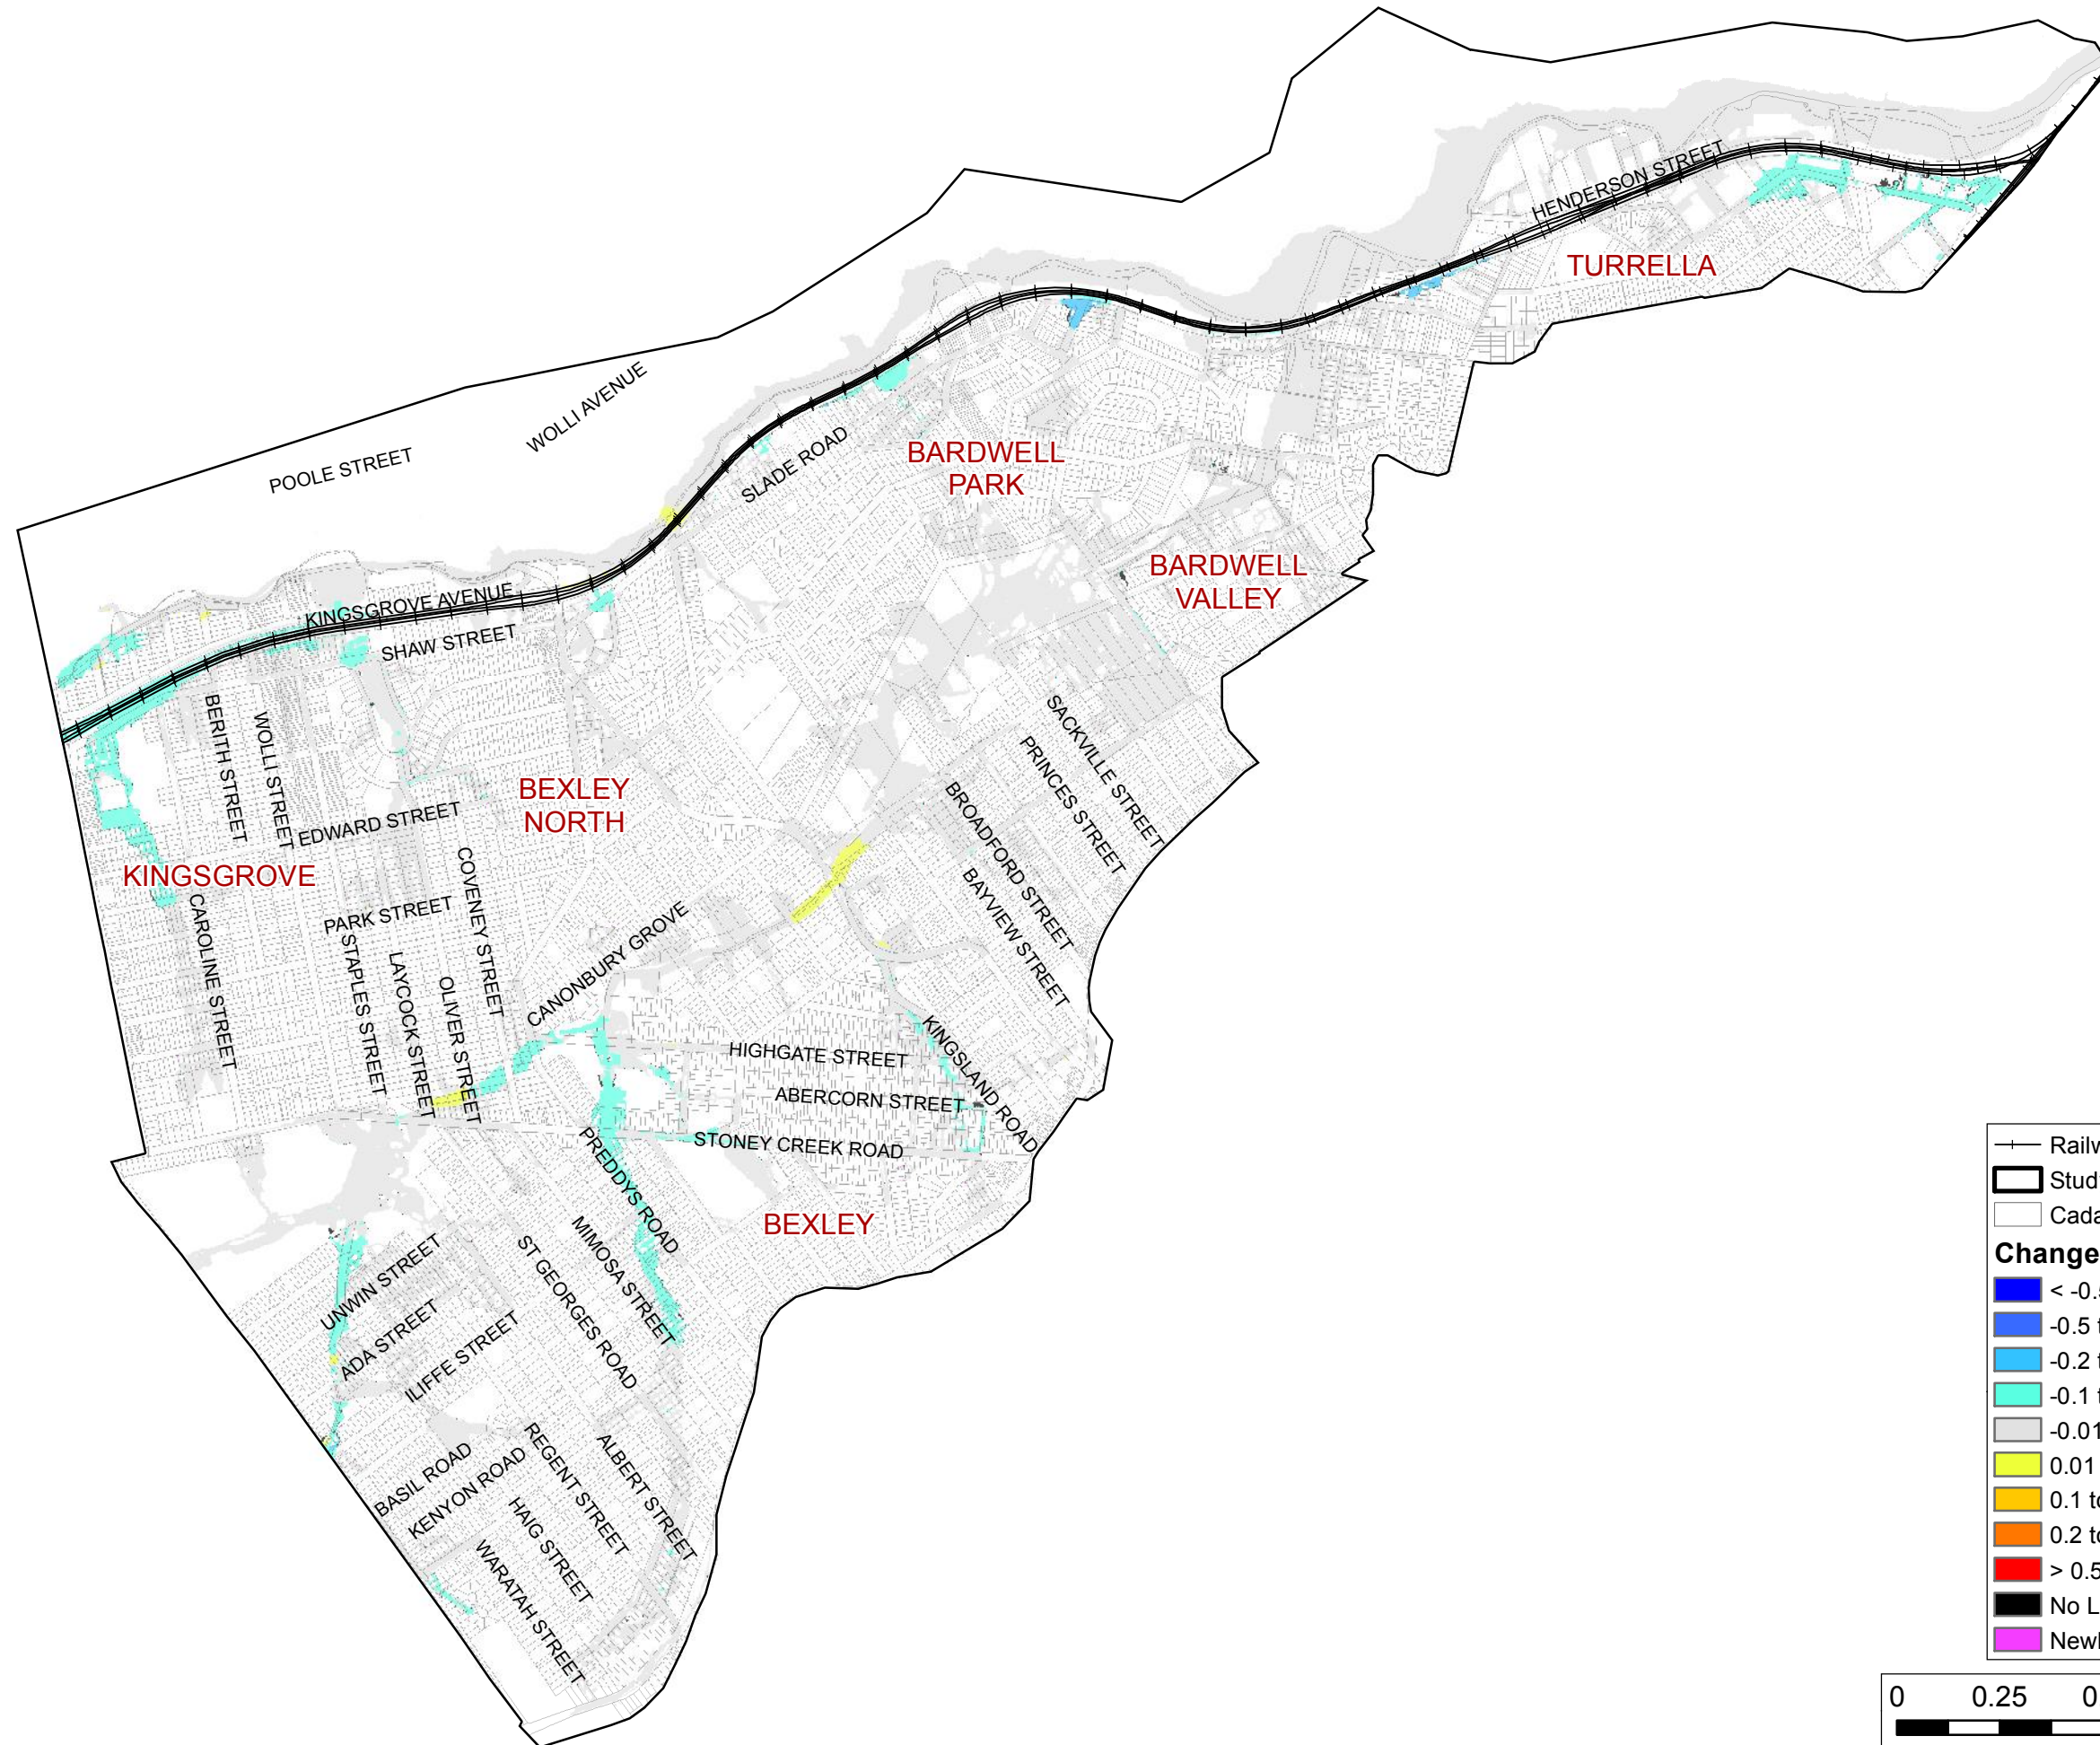 HENDERSON STREET
TURRELLA
WOLLI AVENUE
POOLE STREET
SLADE ROAD
BARDWELL
PARK
BARDWELL
VALLEY
KINGSGROVE AVENUE
SHAW STREET
BERITH STREET
WOLLI STREET
SACKVILLE STREET
PRINCES STREET
BEXLEY
NORTH
EDWARD STREET
BROADFORD STREET
KINGSGROVE
COVENEY STREET
BAYVIEW STREET
CAROLINE STREET
PARK STREET
CANONBURY GROVE
STAPLES STREET
LAYCOCK STREET
OLIVER STREET
HIGHGATE STREET
KINGSLAND ROAD
ABERCORN STREET
STONEY CREEK ROAD
PREDDYS ROAD
BEXLEY
MIMOSA STREET
ST GEORGES ROAD
UNWIN STREET
ADA STREET
ILIFFE STREET
BASIL ROAD
KENYON ROAD
REGENT STREET
ALBERT STREET
HAIG STREET
WARATAH STREET
Change
< -0.
-0.5
-0.2
-0.1
-0.01
0.01
0.1 to
0.2 to
> 0.5
No
0 0.25 0